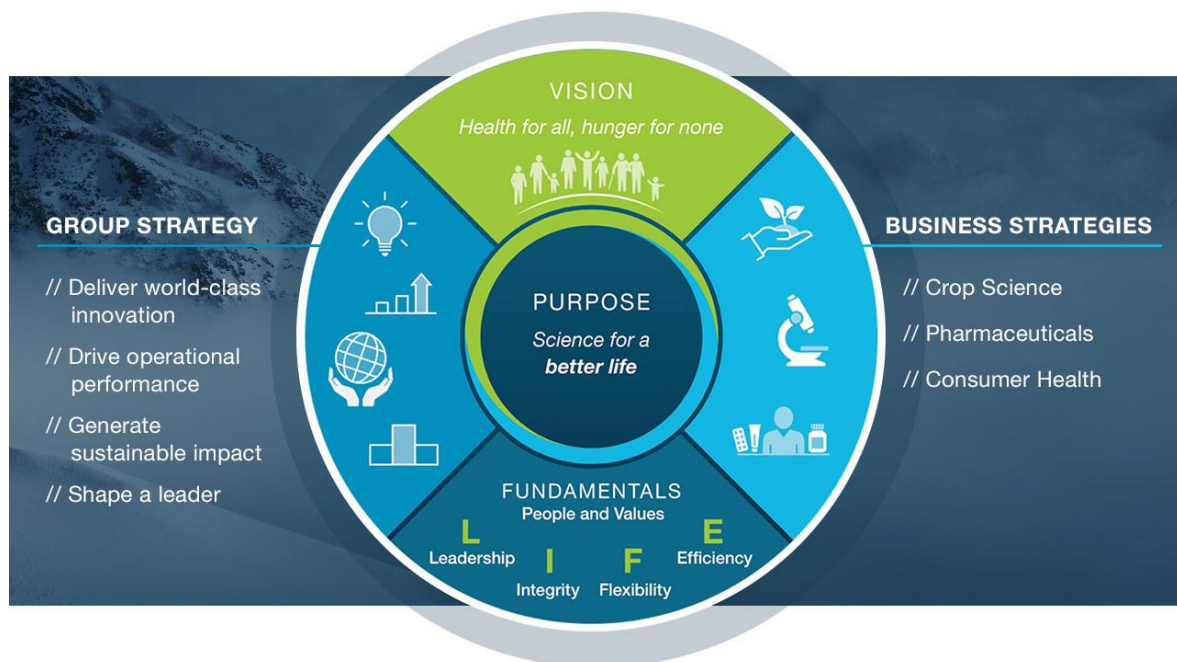 VISION
Health for all, hunger for none
GROUP STRATEGY
// Deliver world-class
innovation
// Drive operational
performance
// Generate
sustainable impact
// Shape a leader
PURPOSE
Science for a
better life
BUSINESS STRATEGIES
// Crop Science
// Pharmaceuticals
// Consumer Health
FUNDAMENTALS
People and Values
L
Leadership
I
Integrity
F
Flexibility
E
Efficiency